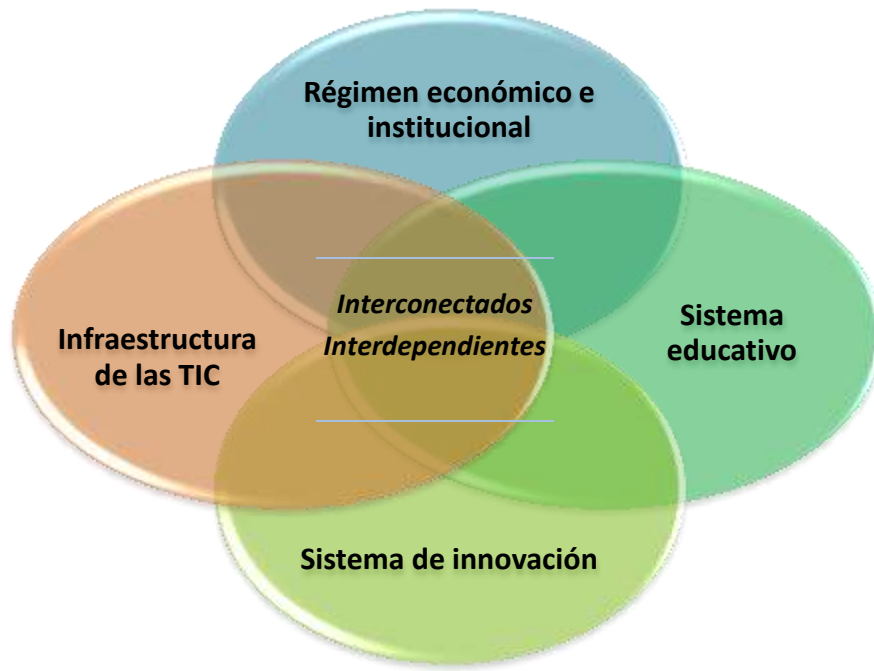 Régimen económico e
institucional
Interconectados
Interdependientes
Infraestructura
de las TIC
Sistema
educativo
Sistema de innovación